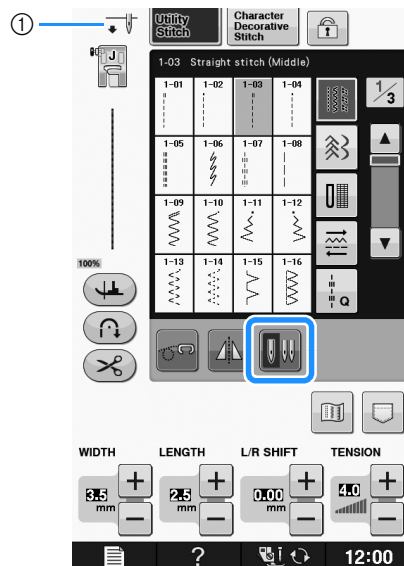 ①
Utility Stitch
Character Decorative Stitch
J
1-03 Straight stitch (Middle)
1/3
1-01 1-02 1-03 1-04
1-05 1-06 1-07 1-08
1-09 1-10 1-11 1-12
1-13 1-14 1-15 1-16
Q
100%
WIDTH LENGTH L/R SHIFT TENSION
3.5 mm + − 2.5 mm + − 0.00 mm + − 4.0 + −
? 12:00